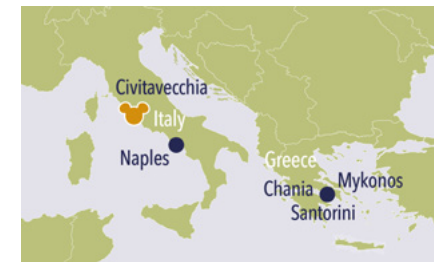 Civitavecchia
Italy
Naples
Greece
Chania
Mykonos
Santorini